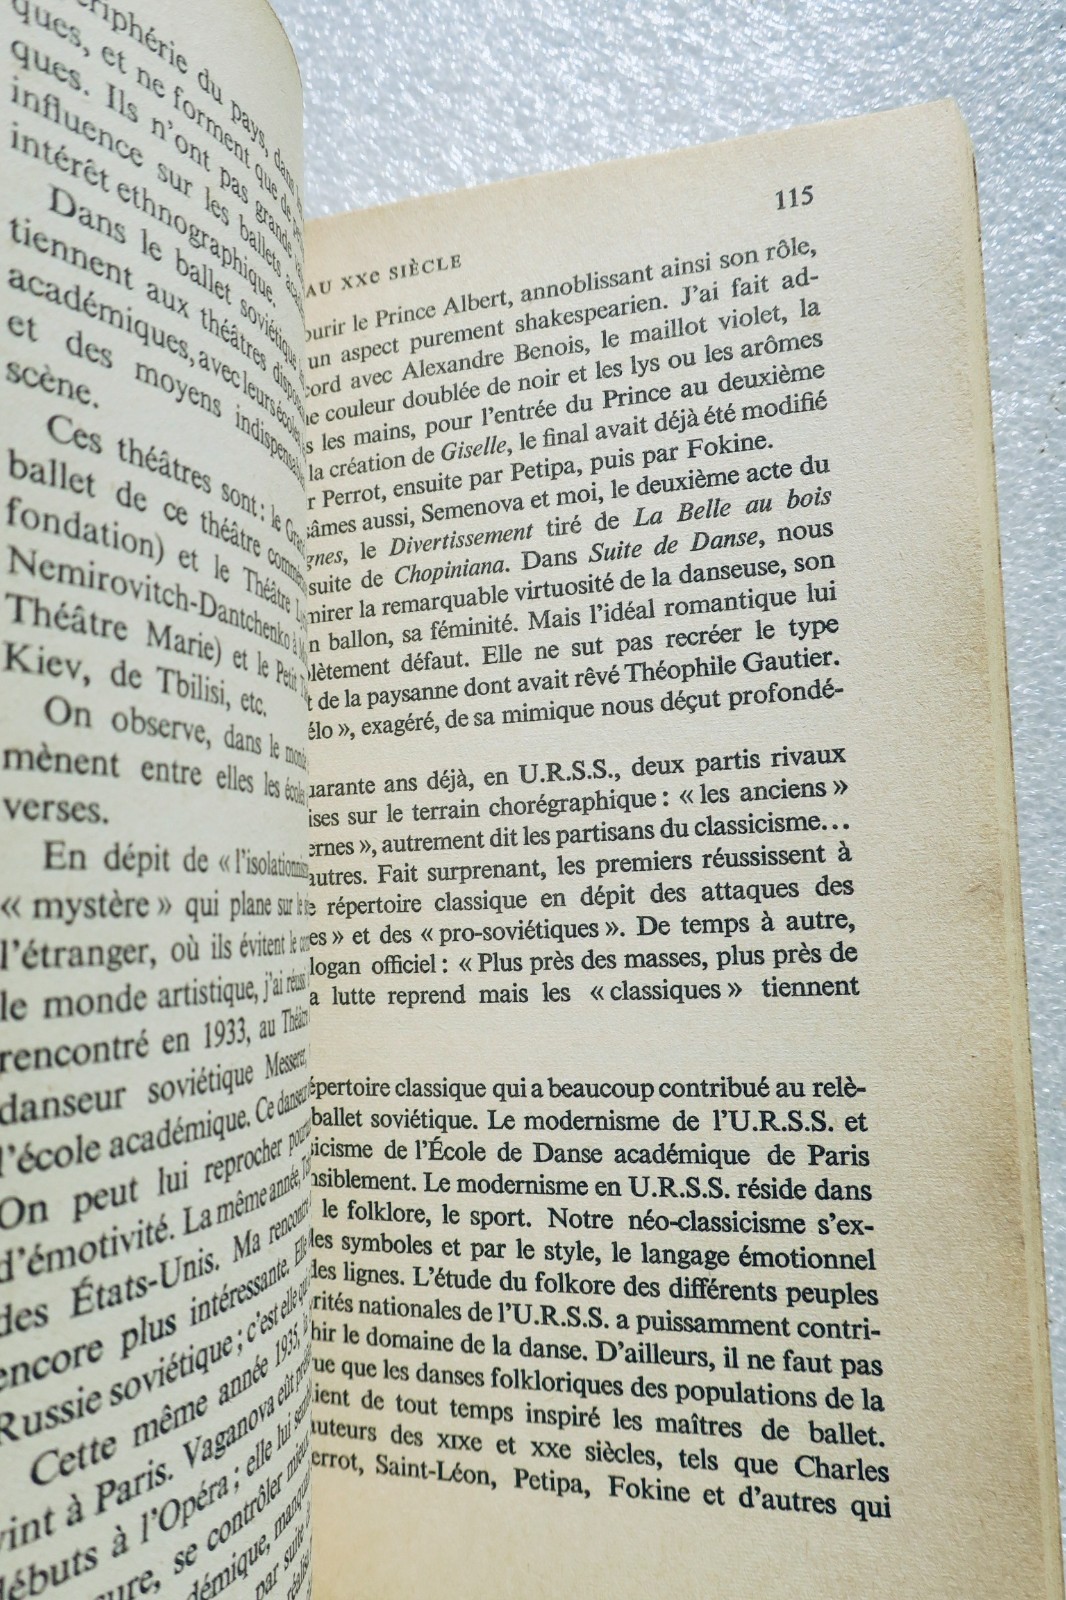 périphérie du pays, dans
ques, et ne forment que de
ques. Ils n'ont pas grande
influence sur les ballets
intérêt ethnographique.
Dans le ballet soviétique
tiennent aux théâtres
académiques, avec leurs écoles
et des moyens
scène.
Ces théâtres sont : le
ballet de ce théâtre
fondation) et le Théâtre
Nemirovitch-Dantchenko à
Théâtre Marie) et le Petit
Kiev, de Tbilisi, etc.
On observe, dans le
mènent entre elles les
verses.
En dépit de « l'isolationnisme
« mystère » qui plane sur le
l'étranger, où ils évitent le
le monde artistique, j'ai réussi
rencontré en 1933, au
danseur soviétique Messerer,
l'école académique. Ce danseur
On peut lui reprocher
d'émotivité. La même année,
des États-Unis. Ma rencontre
encore plus intéressante. Elle
Russie soviétique ; c'est elle qui
Cette même année 1935,
vint à Paris. Vaganova eût
débuts à l'Opéra ; elle lui
se contrôler mieux
par suite
AU XXe SIÈCLE
115
ourir le Prince Albert, annoblissant ainsi son rôle,
un aspect purement shakespearien. J'ai fait ad-
cord avec Alexandre Benois, le maillot violet, la
e couleur doublée de noir et les lys ou les arômes
s les mains, pour l'entrée du Prince au deuxième
la création de Giselle, le final avait déjà été modifié
r Perrot, ensuite par Petipa, puis par Fokine.
sâmes aussi, Semenova et moi, le deuxième acte du
gnes, le Divertissement tiré de La Belle au bois
suite de Chopiniana. Dans Suite de Danse, nous
mirer la remarquable virtuosité de la danseuse, son
n ballon, sa féminité. Mais l'idéal romantique lui
plètement défaut. Elle ne sut pas recréer le type
t de la paysanne dont avait rêvé Théophile Gautier.
élo », exagéré, de sa mimique nous déçut profondé-
uarante ans déjà, en U.R.S.S., deux partis rivaux
ises sur le terrain chorégraphique : « les anciens »
ernes », autrement dit les partisans du classicisme...
autres. Fait surprenant, les premiers réussissent à
e répertoire classique en dépit des attaques des
es » et des « pro-soviétiques ». De temps à autre,
logan officiel : « Plus près des masses, plus près de
a lutte reprend mais les « classiques » tiennent
épertoire classique qui a beaucoup contribué au relè-
ballet soviétique. Le modernisme de l'U.R.S.S. et
sicisme de l'École de Danse académique de Paris
nsiblement. Le modernisme en U.R.S.S. réside dans
le folklore, le sport. Notre néo-classicisme s'ex-
les symboles et par le style, le langage émotionnel
des lignes. L'étude du folkore des différents peuples
rités nationales de l'U.R.S.S. a puissamment contri-
hir le domaine de la danse. D'ailleurs, il ne faut pas
ue que les danses folkloriques des populations de la
ient de tout temps inspiré les maîtres de ballet.
uteurs des XIXe et XXe siècles, tels que Charles
errot, Saint-Léon, Petipa, Fokine et d'autres qui